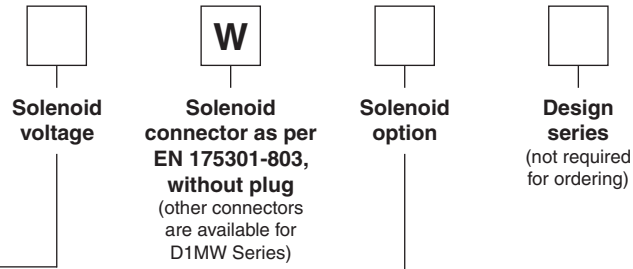 W
Solenoid
voltage
Solenoid
connector as per
EN 175301-803,
without plug
(other connectors
are available for
D1MW Series)
Solenoid
option
Design
series
(not required
for ordering)